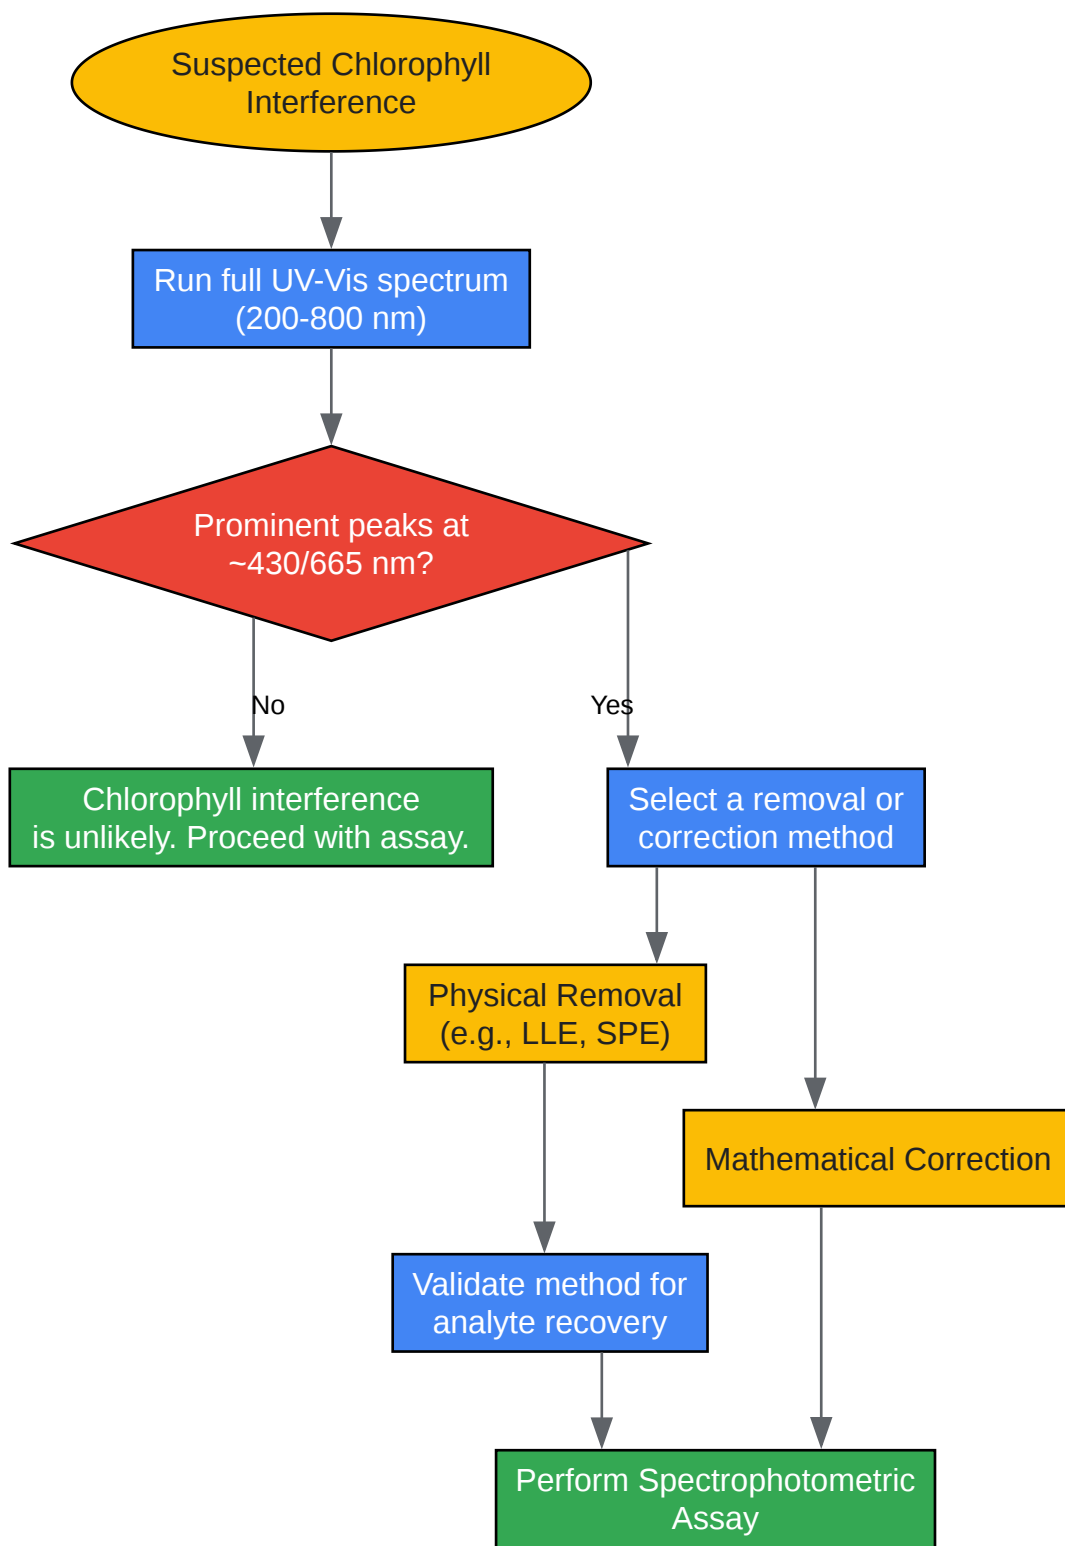 Suspected Chlorophyll
Interference
Run full UV-Vis spectrum
(200-800 nm)
Prominent peaks at
~430/665 nm?
No
Yes
Chlorophyll interference
is unlikely. Proceed with assay.
Select a removal or
correction method
Physical Removal
(e.g., LLE, SPE)
Mathematical Correction
Validate method for
analyte recovery
Perform Spectrophotometric
Assay